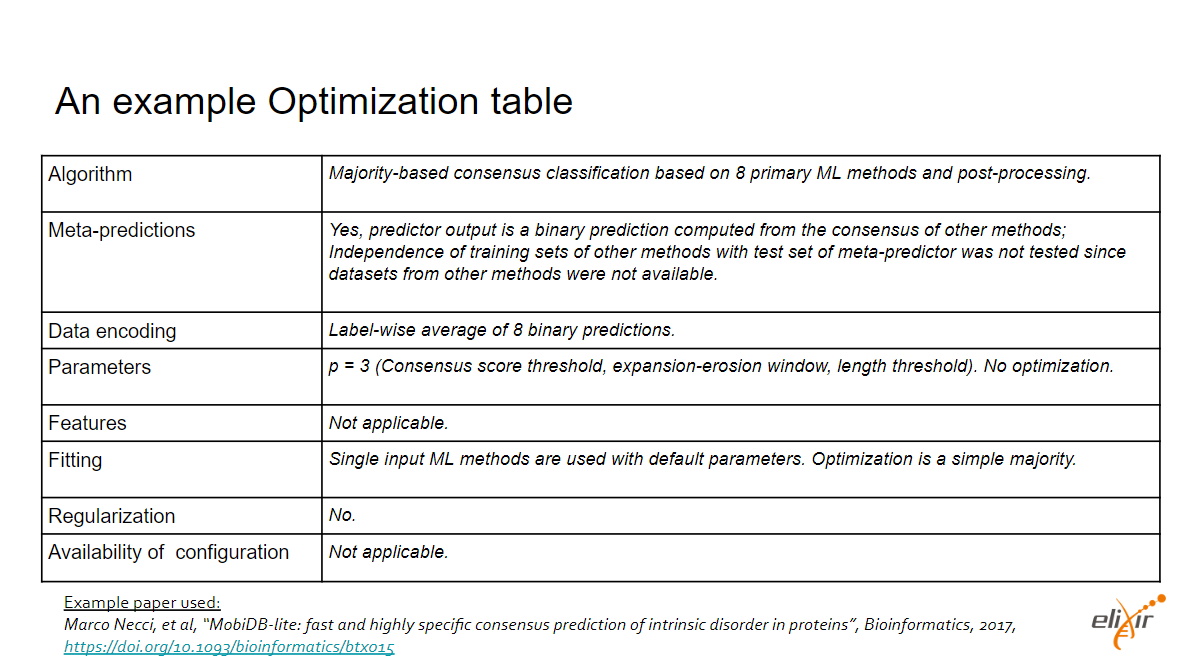 An example Optimization table
Algorithm
Majority-based consensus classification based on 8 primary ML methods and post-processing.
Meta-predictions
Yes, predictor output is a binary prediction computed from the consensus of other methods;
Independence of training sets of other methods with test set of meta-predictor was not tested since
datasets from other methods were not available.
Data encoding
Label-wise average of 8 binary predictions.
Parameters
p = 3 (Consensus score threshold, expansion-erosion window, length threshold). No optimization.
Features
Not applicable.
Fitting
Single input ML methods are used with default parameters. Optimization is a simple majority.
Regularization
No.
Availability of  configuration
Not applicable.
Example paper used:
Marco Necci, et al, “MobiDB-lite: fast and highly specific consensus prediction of intrinsic disorder in proteins”, Bioinformatics, 2017,
https://doi.org/10.1093/bioinformatics/btx015
elixir